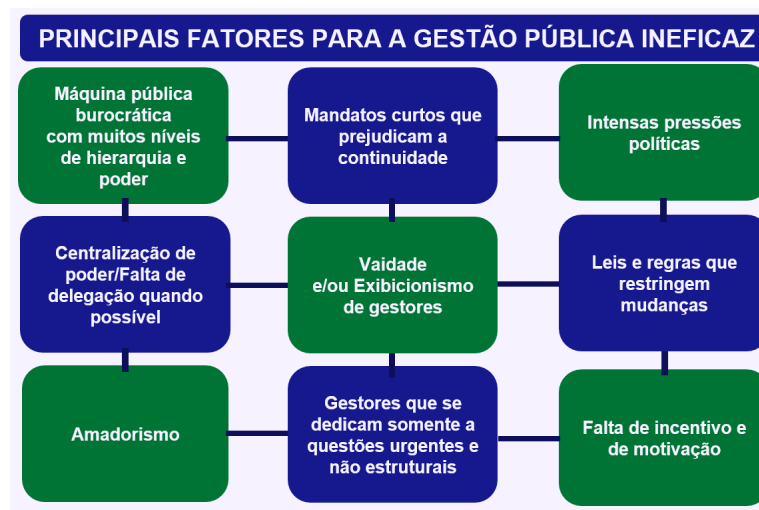 PRINCIPAIS FATORES PARA A GESTÃO PÚBLICA INEFICAZ
Máquina pública
burocrática
com muitos níveis
de hierarquia e
poder
Mandatos curtos que
prejudicam a
continuidade
Intensas pressões
políticas
Centralização de
poder/Falta de
delegação quando
possível
Vaidade
e/ou Exibicionismo
de gestores
Leis e regras que
restringem
mudanças
Amadorismo
Gestores que se
dedicam somente a
questões urgentes e
não estruturais
Falta de incentivo e
de motivação